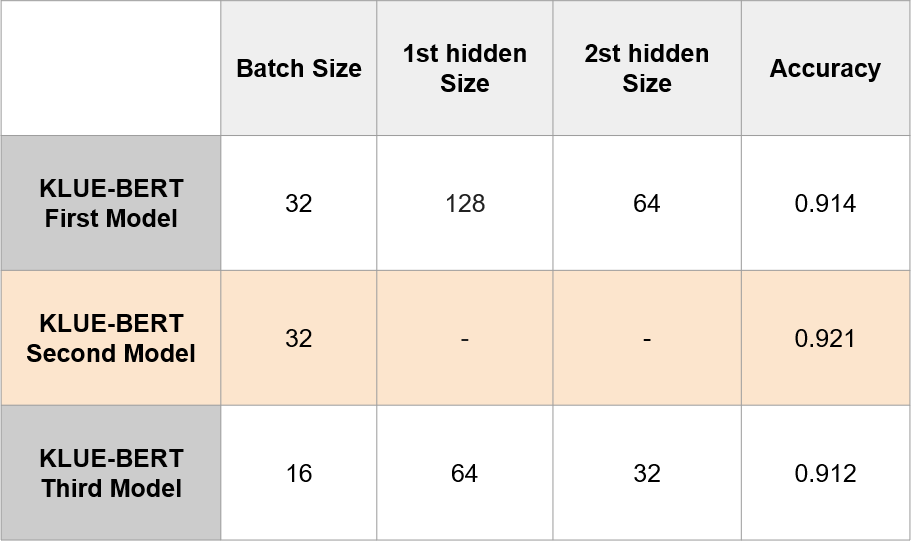 Batch Size
1st hidden
Size
2st hidden
Size
Accuracy
KLUE-BERT
First Model
32
128
64
0.914
KLUE-BERT
Second Model
32
-
-
0.921
KLUE-BERT
Third Model
16
64
32
0.912